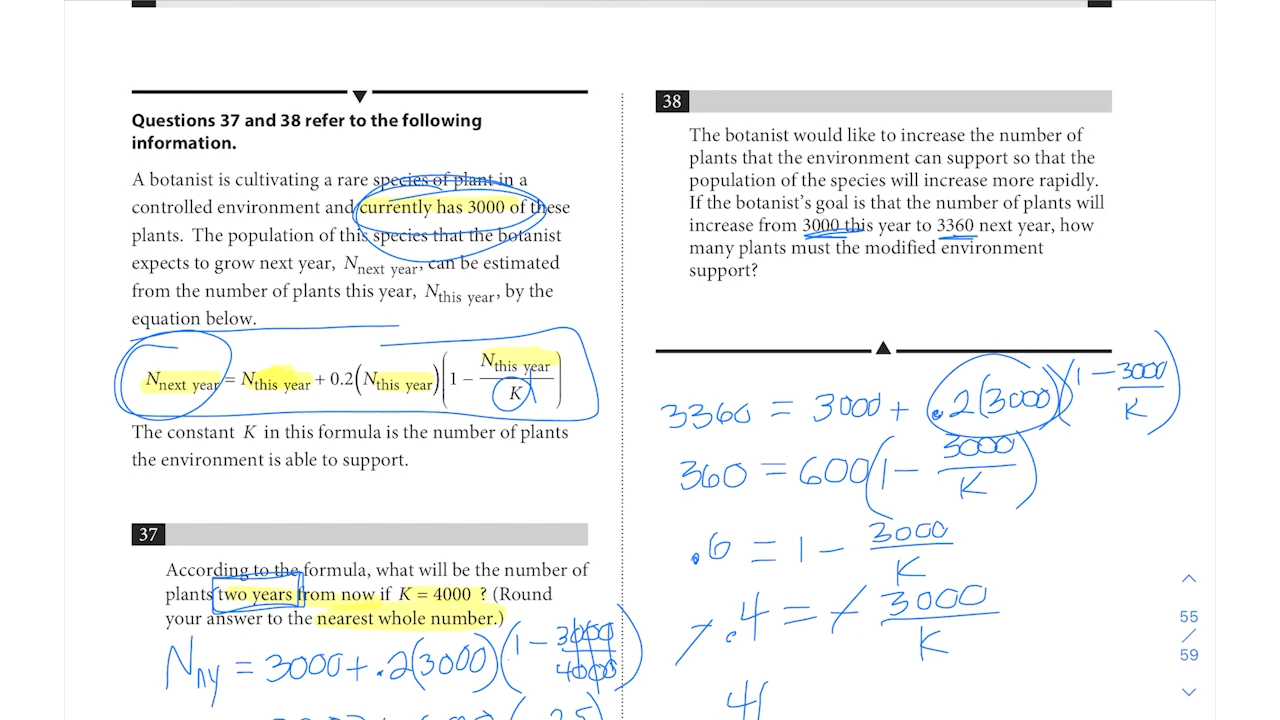 Questions 37 and 38 refer to the following
information.
A botanist is cultivating a rare species of plant in a
controlled environment and currently has 3000 of these
plants. The population of this species that the botanist
expects to grow next year, Nnext year, can be estimated
from the number of plants this year, Nthis year, by the
equation below.
Nnext year = Nthis year + 0.2(Nthis year)(1 − Nthis year/K)
The constant K in this formula is the number of plants
the environment is able to support.
37
According to the formula, what will be the number of
plants two years from now if K = 4000 ? (Round
your answer to the nearest whole number.)
Nny = 3000 + .2(3000)(1 − 3000/4000)
38
The botanist would like to increase the number of
plants that the environment can support so that the
population of the species will increase more rapidly.
If the botanist's goal is that the number of plants will
increase from 3000 this year to 3360 next year, how
many plants must the modified environment
support?
3360 = 3000 + .2(3000)(1 − 3000/K)
360 = 600(1 − 3000/K)
.6 = 1 − 3000/K
-.4 = - 3000/K
55
/
59